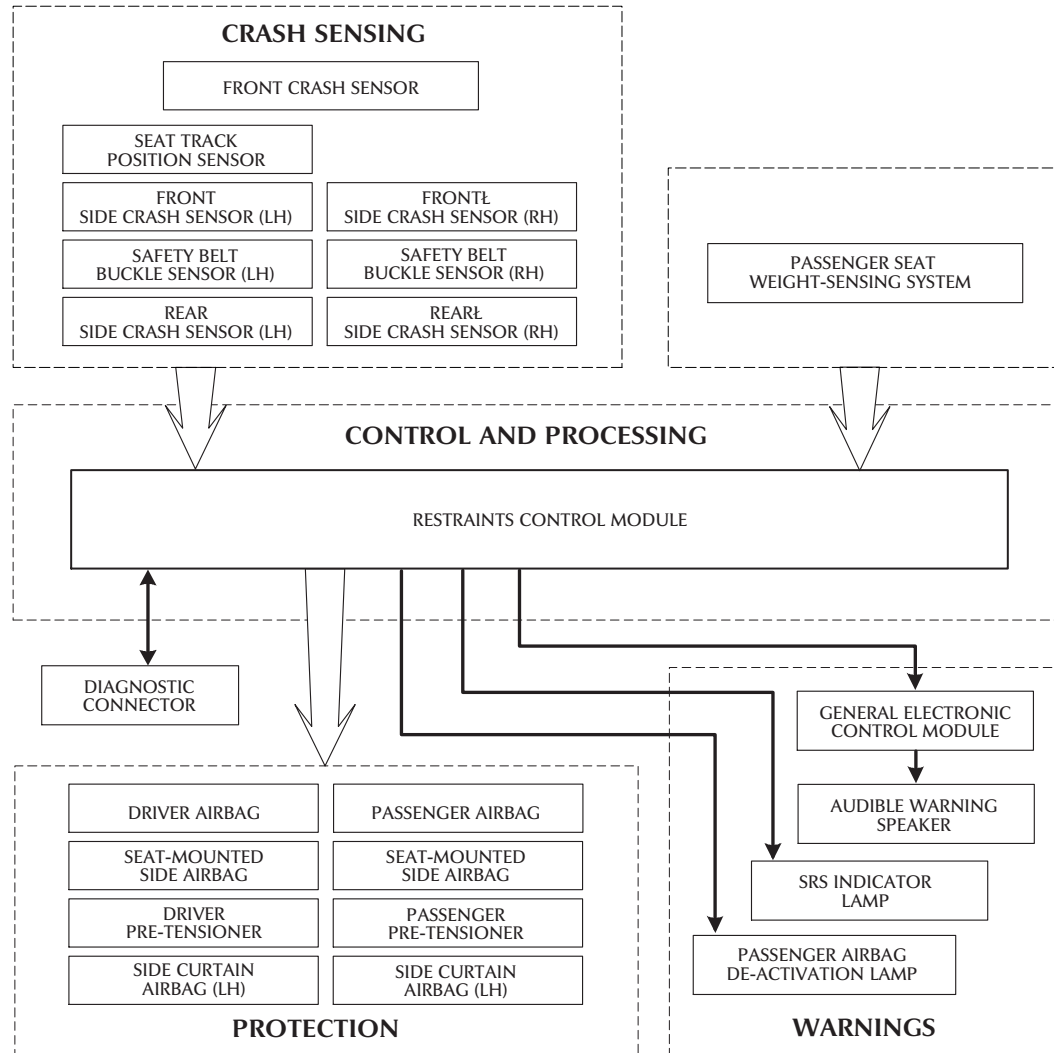 CRASH SENSING
FRONT CRASH SENSOR
SEAT TRACK
POSITION SENSOR
FRONT
SIDE CRASH SENSOR (LH)
FRONTŁ
SIDE CRASH SENSOR (RH)
SAFETY BELT
BUCKLE SENSOR (LH)
SAFETY BELT
BUCKLE SENSOR (RH)
REAR
SIDE CRASH SENSOR (LH)
REARŁ
SIDE CRASH SENSOR (RH)
PASSENGER SEAT
WEIGHT-SENSING SYSTEM
CONTROL AND PROCESSING
RESTRAINTS CONTROL MODULE
DIAGNOSTIC
CONNECTOR
GENERAL ELECTRONIC
CONTROL MODULE
AUDIBLE WARNING
SPEAKER
SRS INDICATOR
LAMP
PASSENGER AIRBAG
DE-ACTIVATION LAMP
WARNINGS
DRIVER AIRBAG
PASSENGER AIRBAG
SEAT-MOUNTED
SIDE AIRBAG
SEAT-MOUNTED
SIDE AIRBAG
DRIVER
PRE-TENSIONER
PASSENGER
PRE-TENSIONER
SIDE CURTAIN
AIRBAG (LH)
SIDE CURTAIN
AIRBAG (LH)
PROTECTION